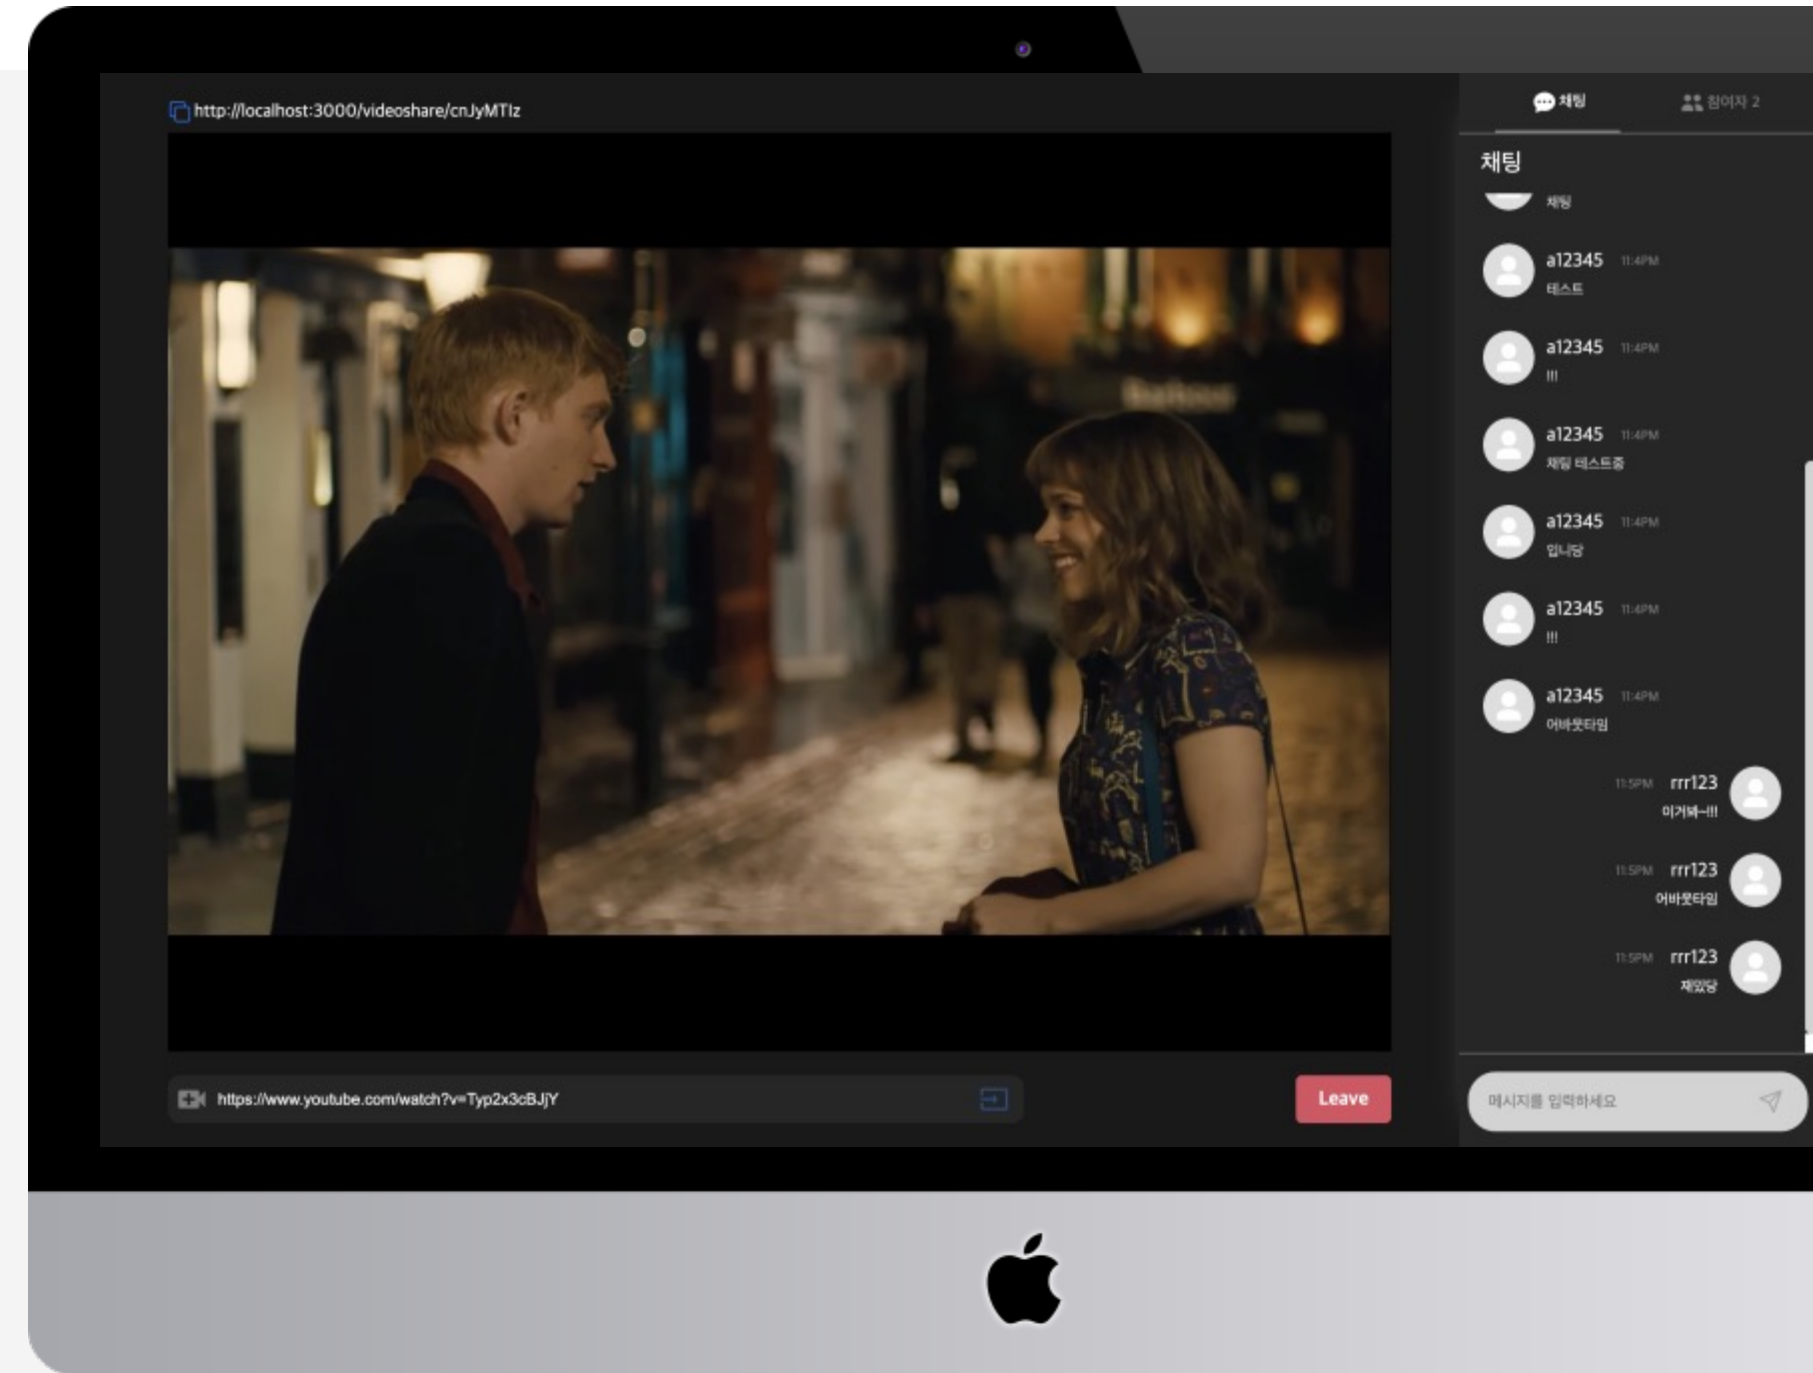 http://localhost:3000/videoshare/cnJyMTIz
채팅
참여자 2
채팅
채팅
a12345 11:4PM
테스트
a12345 11:4PM
!!!
a12345 11:4PM
채팅 테스트중
a12345 11:4PM
입니당
a12345 11:4PM
!!!
a12345 11:4PM
어바웃타임
11:5PM rrr123
이거봐~!!!
11:5PM rrr123
어바웃타임
11:5PM rrr123
재밌당
Barbour
https://www.youtube.com/watch?v=Typ2x3cBJjY
Leave
메시지를 입력하세요